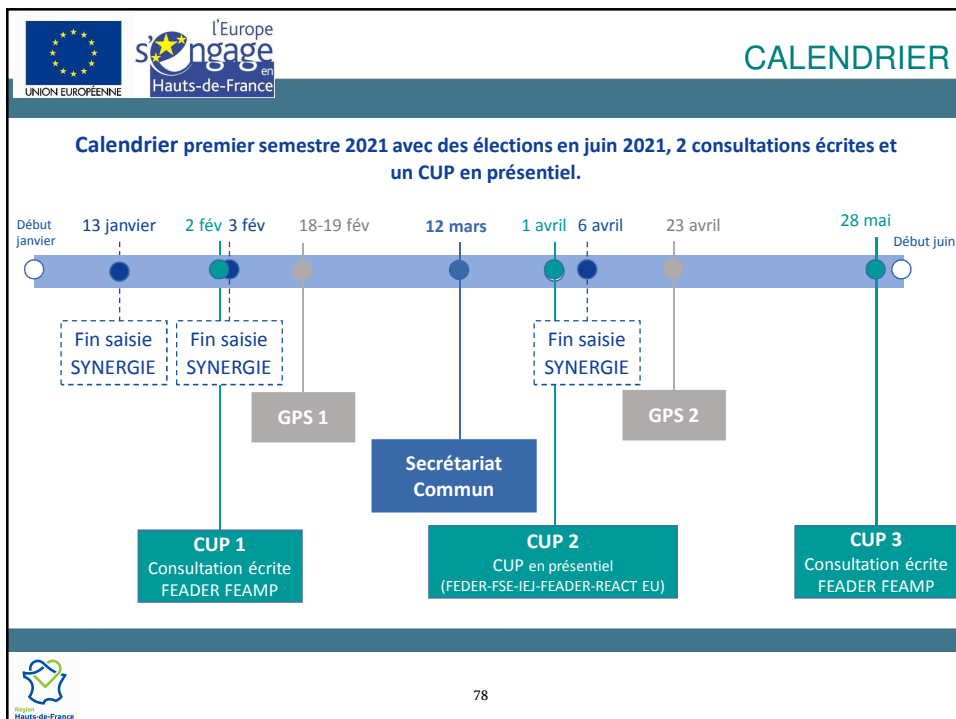 UNION EUROPÉENNE
l'Europe
s'engage
en
Hauts-de-France
CALENDRIER
Calendrier premier semestre 2021 avec des élections en juin 2021, 2 consultations écrites et
un CUP en présentiel.
Début
janvier
13 janvier
2 fév
3 fév
18-19 fév
12 mars
1 avril
6 avril
23 avril
28 mai
Début juin
Fin saisie
SYNERGIE
Fin saisie
SYNERGIE
Fin saisie
SYNERGIE
GPS 1
GPS 2
Secrétariat
Commun
CUP 1
Consultation écrite
FEADER FEAMP
CUP 2
CUP en présentiel
(FEDER-FSE-IEJ-FEADER-REACT EU)
CUP 3
Consultation écrite
FEADER FEAMP
Région
Hauts-de-France
78